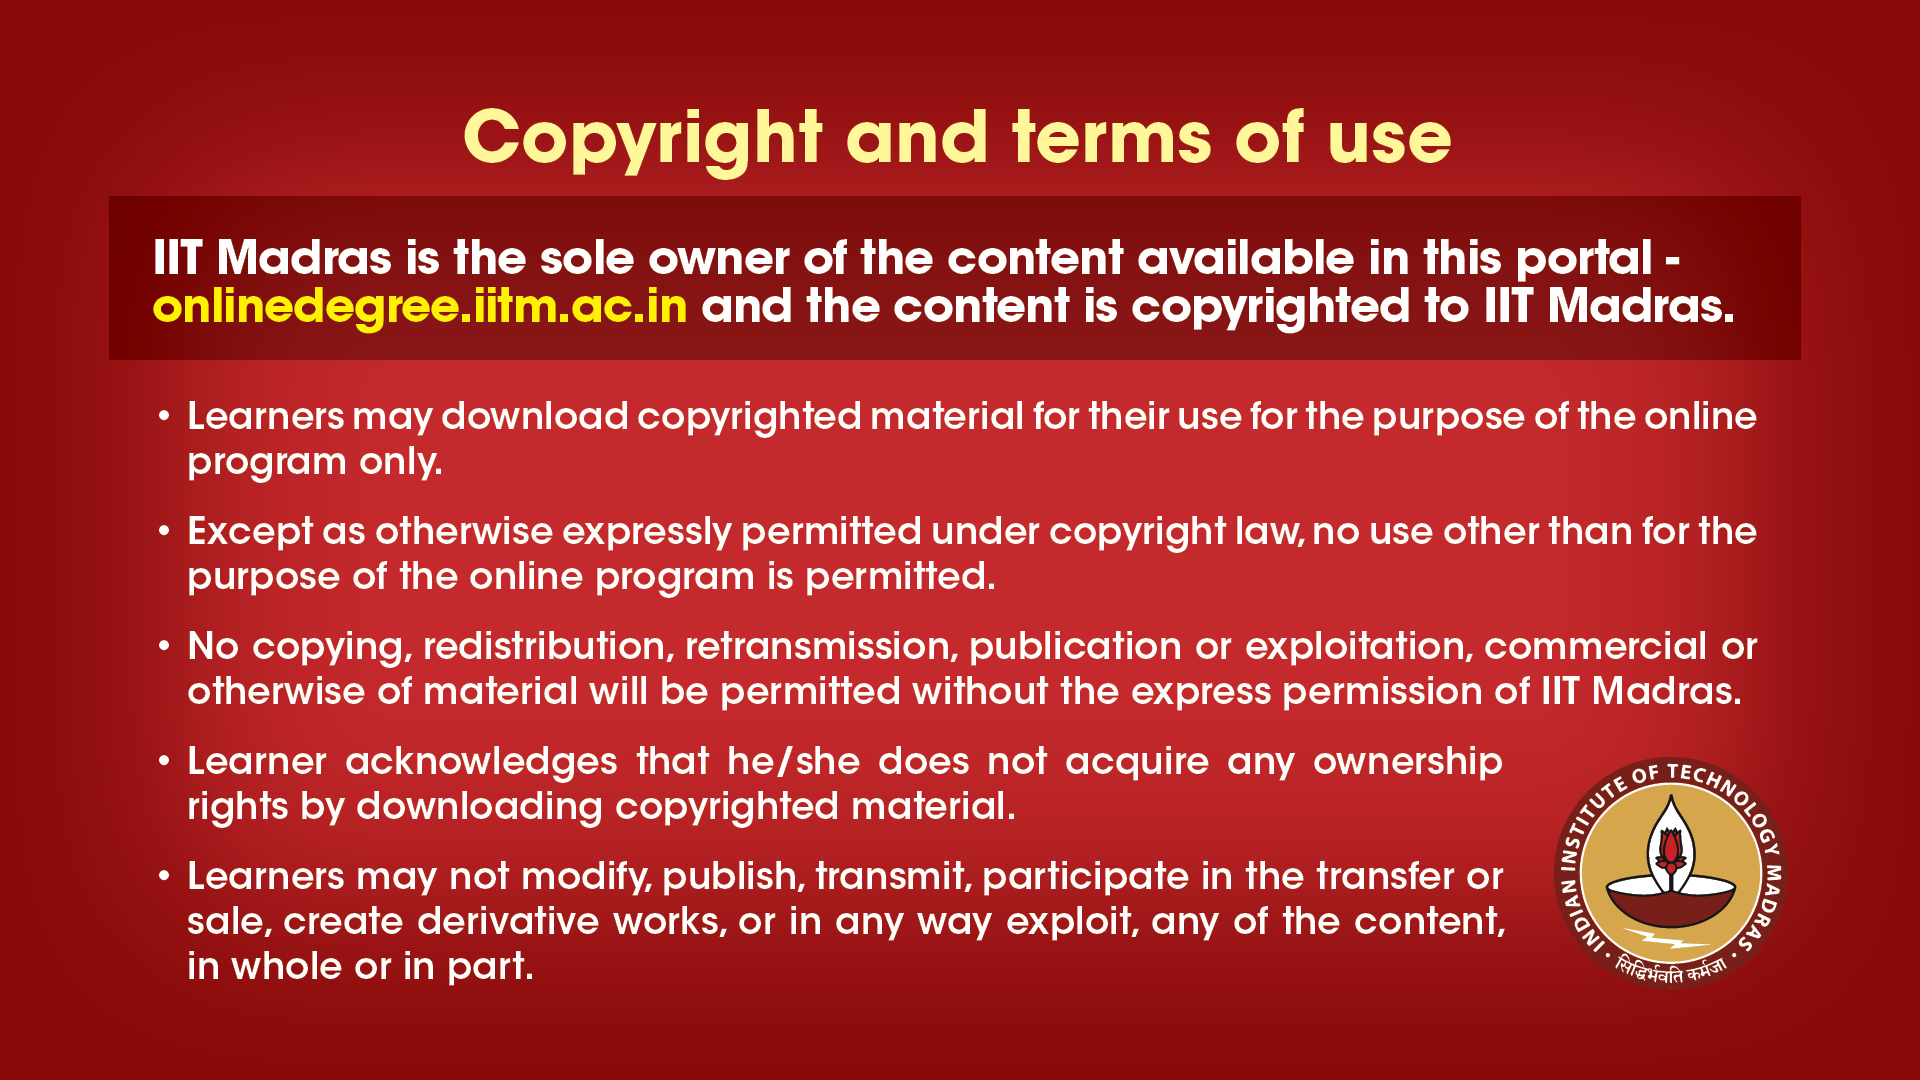 Copyright and terms of use
IIT Madras is the sole owner of the content available in this portal -
onlinedegree.iitm.ac.in and the content is copyrighted to IIT Madras.
• Learners may download copyrighted material for their use for the purpose of the online
program only.
• Except as otherwise expressly permitted under copyright law, no use other than for the
purpose of the online program is permitted.
• No copying, redistribution, retransmission, publication or exploitation, commercial or
otherwise of material will be permitted without the express permission of IIT Madras.
• Learner acknowledges that he/she does not acquire any ownership
rights by downloading copyrighted material.
• Learners may not modify, publish, transmit, participate in the transfer or
sale, create derivative works, or in any way exploit, any of the content,
in whole or in part.
INDIAN INSTITUTE OF TECHNOLOGY MADRAS
सिद्धिर्भवति कर्मजा